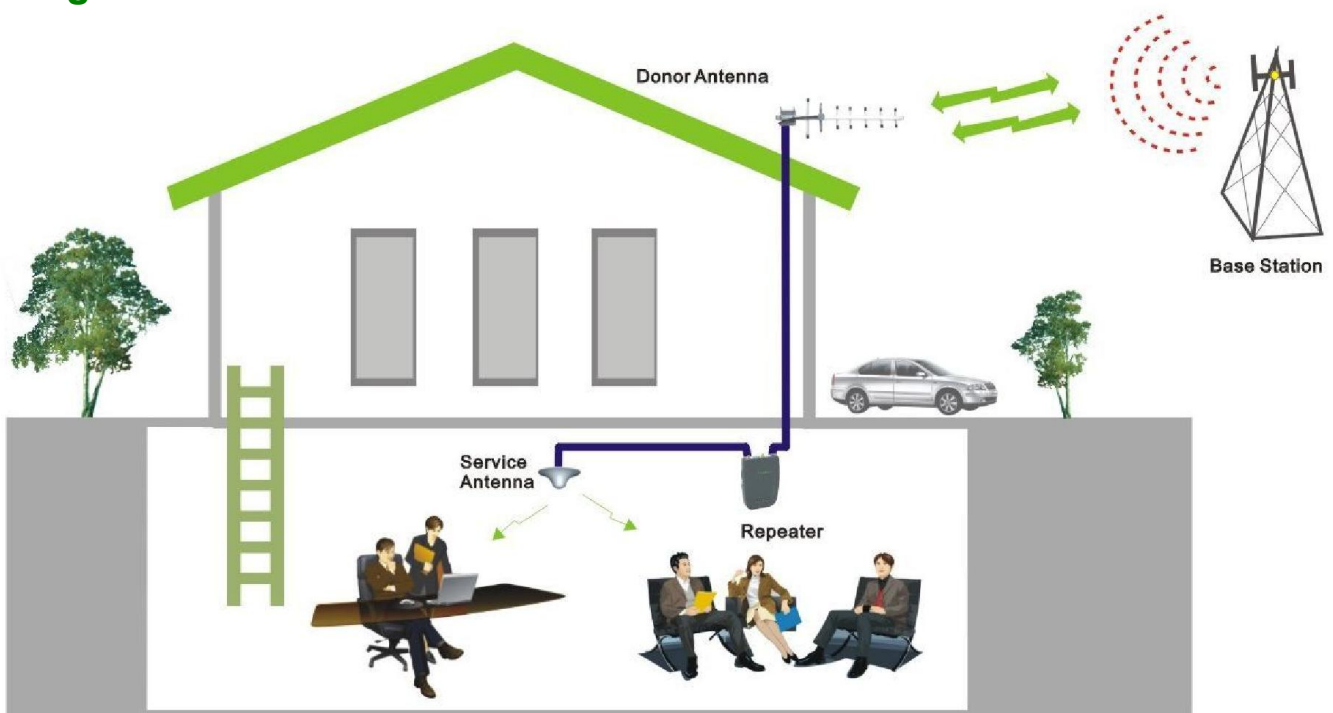 Donor Antenna
Base Station
Service
Antenna
Repeater